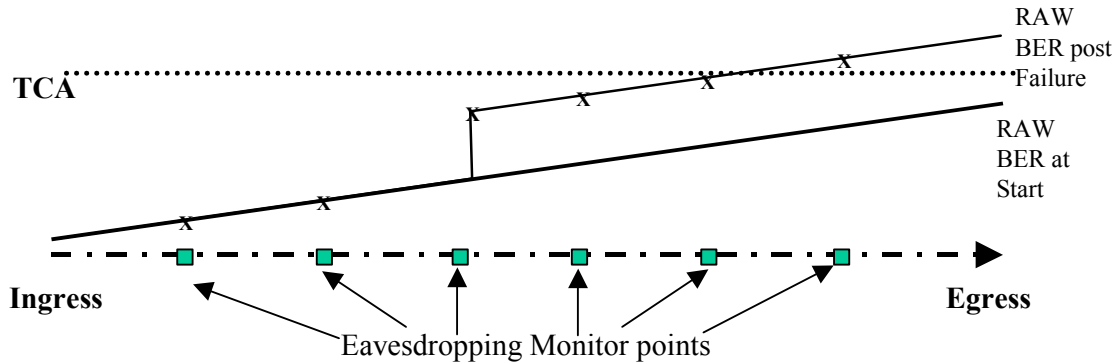 RAW
BER post
Failure
TCA
x
x
x
x
x
x
RAW
BER at
Start
Ingress
Egress
Eavesdropping Monitor points